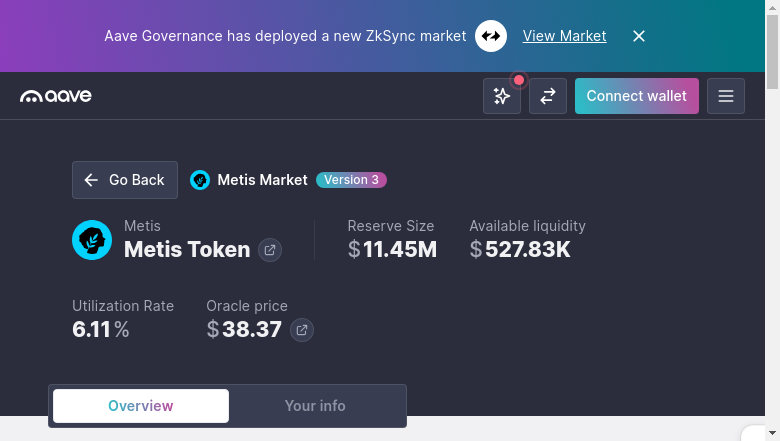 Aave Governance has deployed a new ZkSync market View Market
aave
Connect wallet
Go Back Metis Market Version 3
Metis
Metis Token
Reserve Size
$11.45M
Available liquidity
$527.83K
Utilization Rate
6.11%
Oracle price
$38.37
Overview Your info